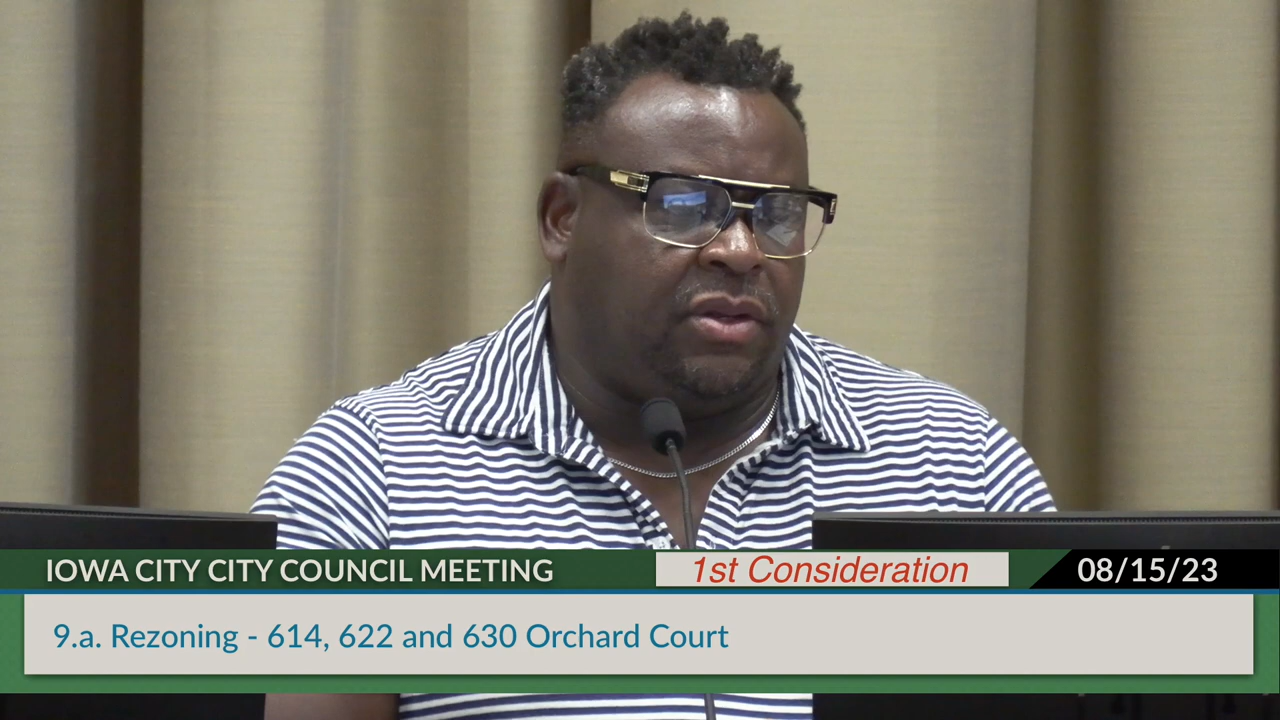 IOWA CITY CITY COUNCIL MEETING
1st Consideration
08/15/23
9.a. Rezoning - 614, 622 and 630 Orchard Court